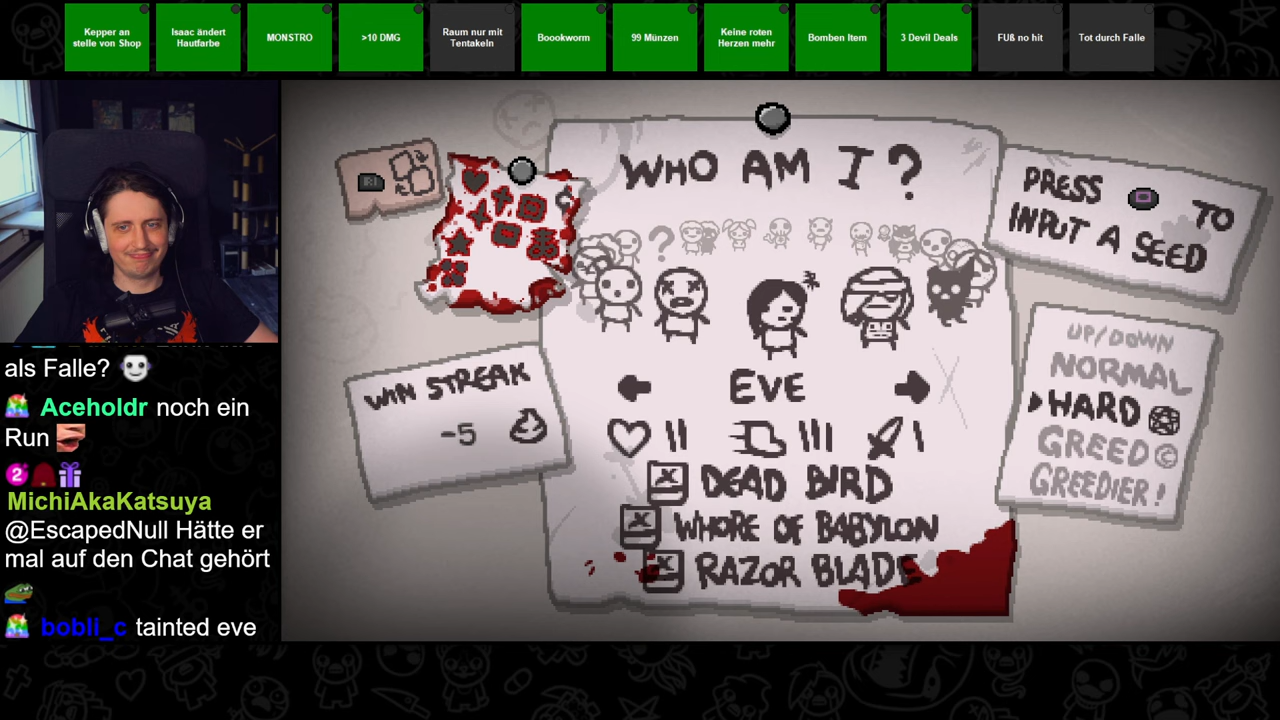 Kepper an
stelle von Shop
Isaac ändert
Hautfarbe
MONSTRO
>10 DMG
Raum nur mit
Tentakeln
Boookworm
99 Münzen
Keine roten
Herzen mehr
Bomben Item
3 Devil Deals
FUß no hit
Tot durch Falle
als Falle?
Aceholdr noch ein
Run
2
MichiAkaKatsuya
@EscapedNull Hätte er
mal auf den Chat gehört
bobli_c tainted eve
WHO AM I?
PRESS TO
INPUT A SEED
WIN STREAK
-5
EVE
DEAD BIRD
WHORE OF BABYLON
RAZOR BLADE
UP/DOWN
NORMAL
HARD
GREED
GREEDIER!